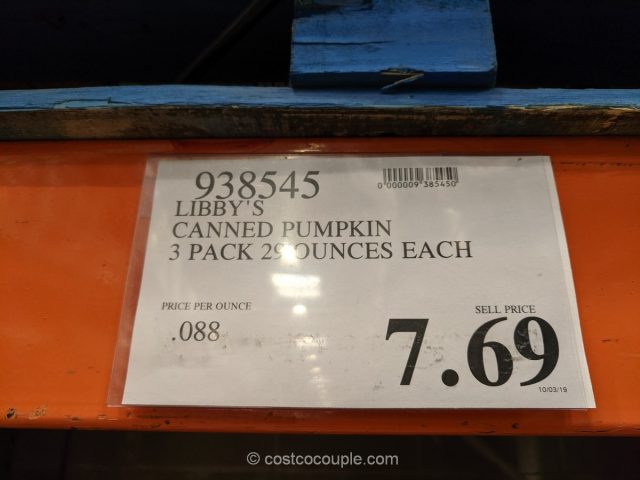 938545
0 000009 385450
LIBBY'S
CANNED PUMPKIN
3 PACK 29 OUNCES EACH
PRICE PER OUNCE
.088
SELL PRICE
7.69
10/03/19
© costcocouple.com